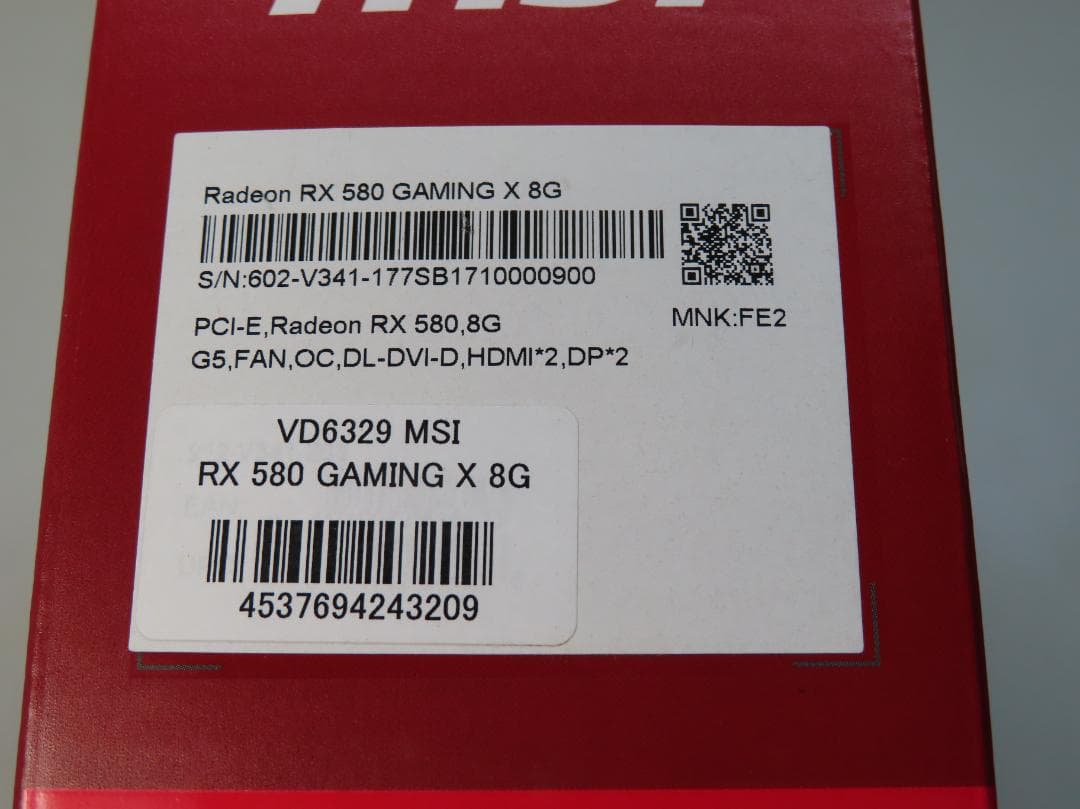 msi
Radeon RX 580 GAMING X 8G
S/N:602-V341-177SB1710000900
MNK:FE2
PCI-E,Radeon RX 580,8G
G5,FAN,OC,DL-DVI-D,HDMI*2,DP*2
VD6329 MSI
RX 580 GAMING X 8G
4537694243209